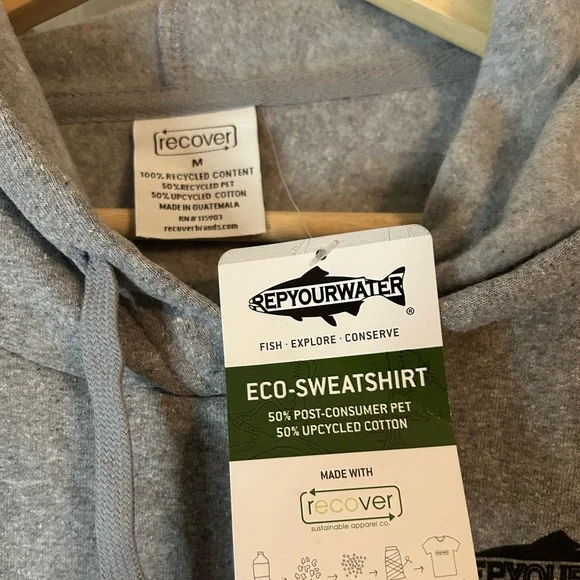 recover
M
100% RECYCLED CONTENT
50% RECYCLED PET
50% UPCYCLED COTTON
MADE IN GUATEMALA
RN# 115903
recoverbrands.com
REPYOURWATER
®
FISH · EXPLORE · CONSERVE
ECO-SWEATSHIRT
50% POST-CONSUMER PET
50% UPCYCLED COTTON
MADE WITH
recover
sustainable apparel co.